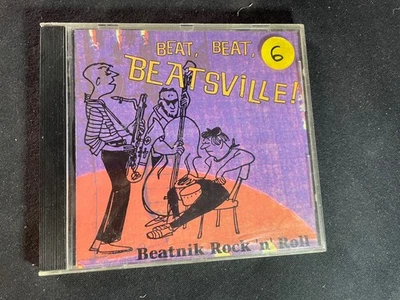 BEAT, BEAT,
BEATSVILLE!
6
Beatnik Rock 'n' Roll